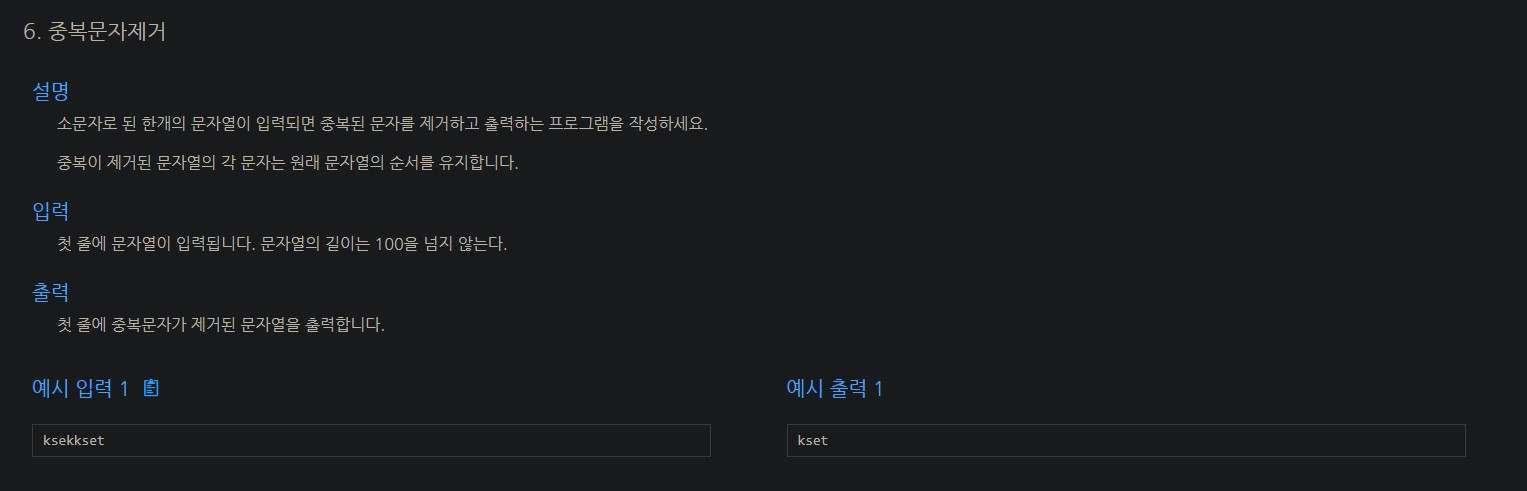 6. 중복문자제거
설명
소문자로 된 한개의 문자열이 입력되면 중복된 문자를 제거하고 출력하는 프로그램을 작성하세요.
중복이 제거된 문자열의 각 문자는 원래 문자열의 순서를 유지합니다.
입력
첫 줄에 문자열이 입력됩니다. 문자열의 길이는 100을 넘지 않는다.
출력
첫 줄에 중복문자가 제거된 문자열을 출력합니다.
예시 입력 1
ksekkset
예시 출력 1
kset